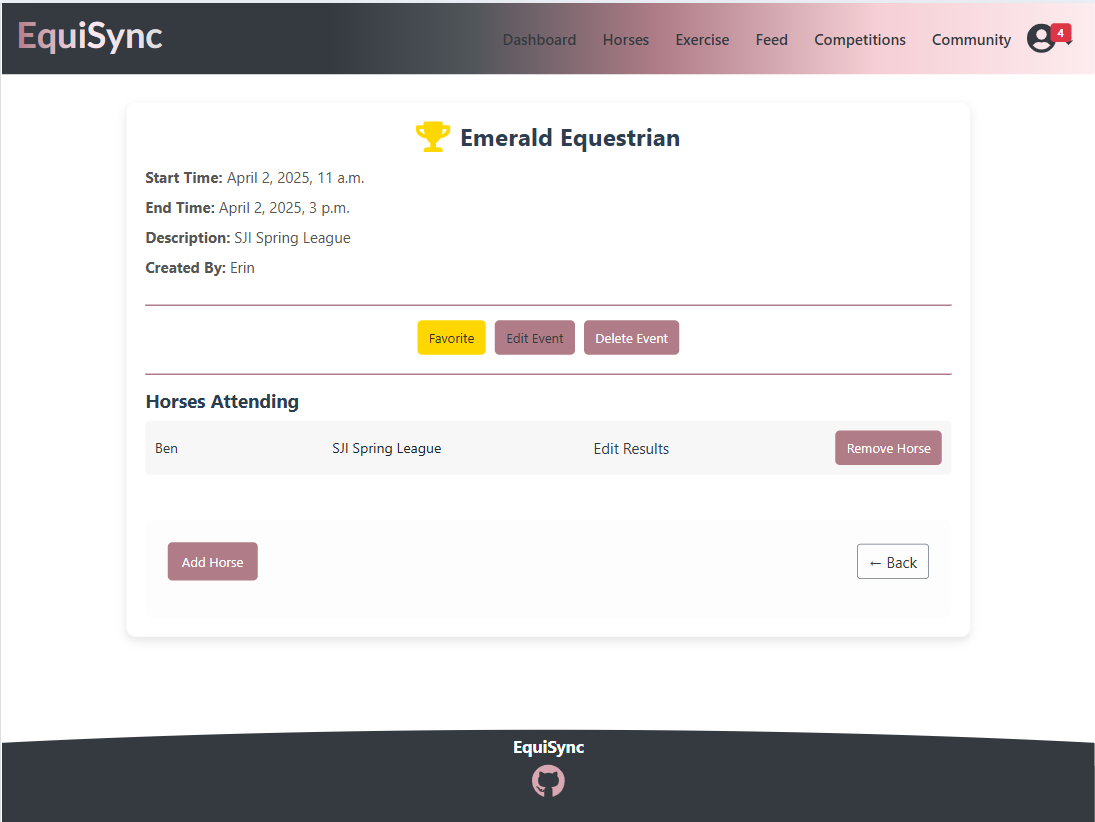 EquiSync
Dashboard Horses Exercise Feed Competitions Community 4
Emerald Equestrian
Start Time: April 2, 2025, 11 a.m.
End Time: April 2, 2025, 3 p.m.
Description: SJI Spring League
Created By: Erin
Favorite Edit Event Delete Event
Horses Attending
Ben SJI Spring League Edit Results Remove Horse
Add Horse ← Back
EquiSync